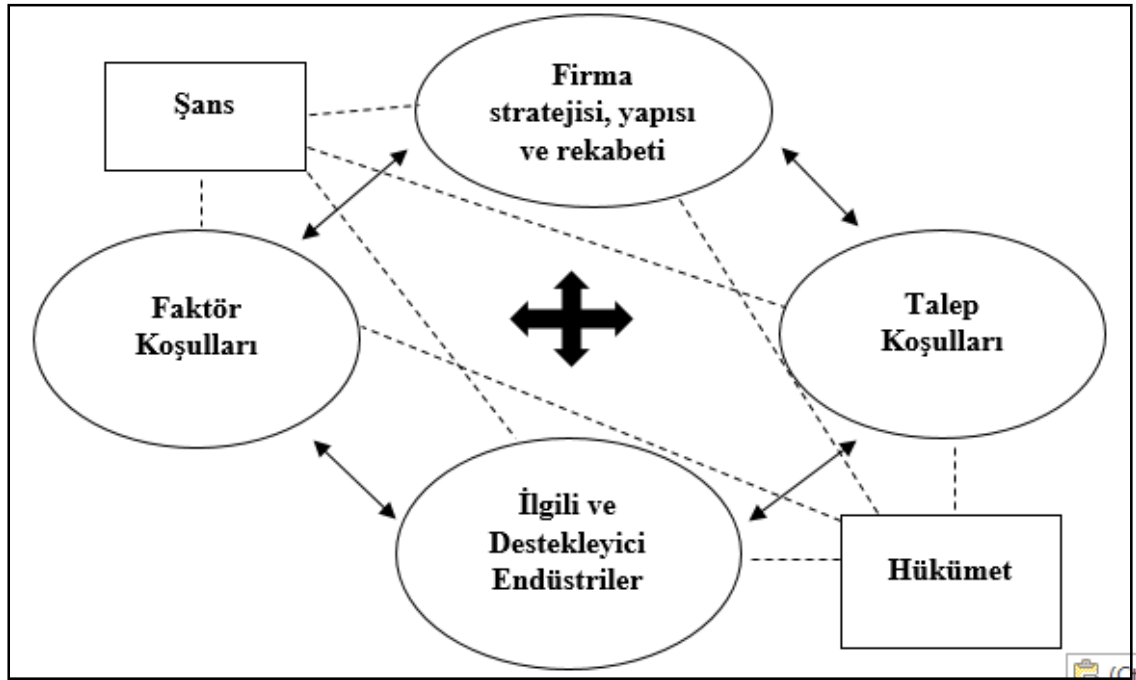 Firma
stratejisi, yapısı
ve rekabeti
Şans
Faktör
Koşulları
Talep
Koşulları
İlgili ve
Destekleyici
Endüstriler
Hükümet